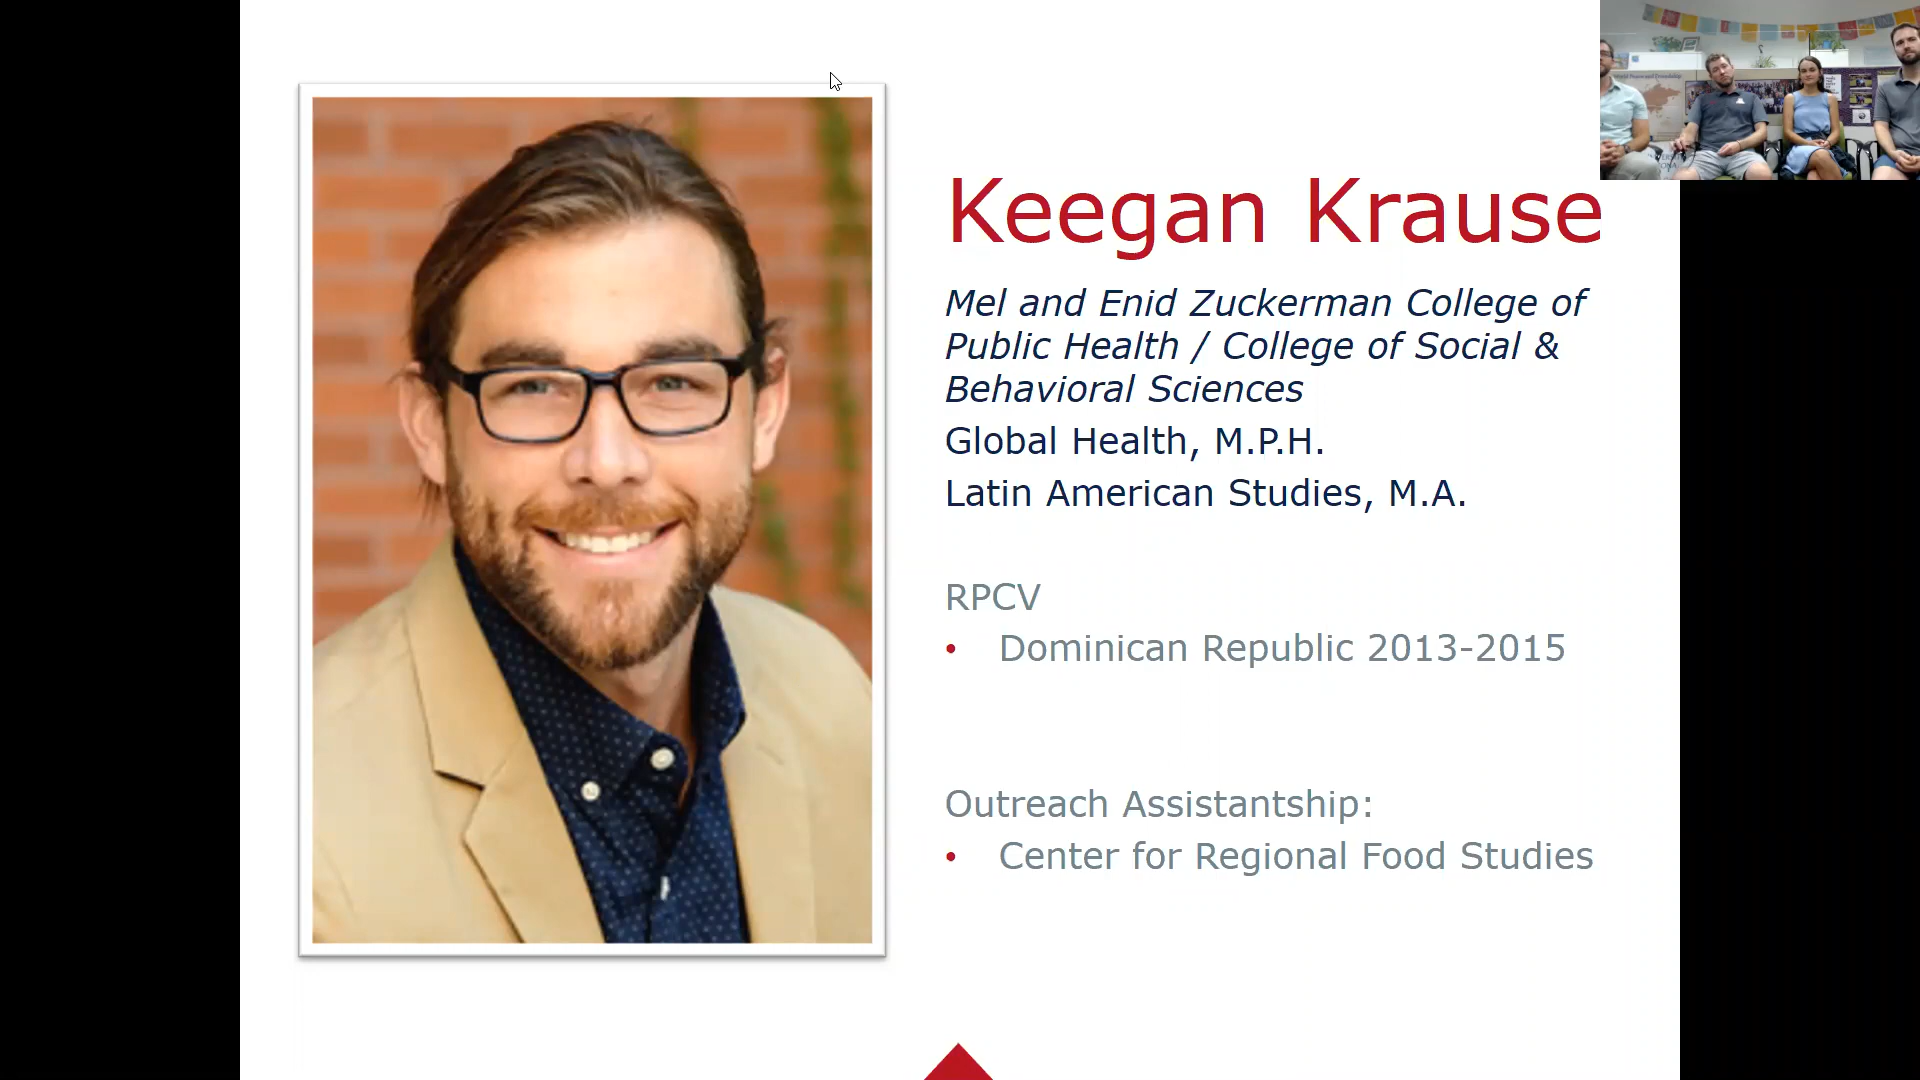 Keegan Krause
Mel and Enid Zuckerman College of
Public Health / College of Social &
Behavioral Sciences
Global Health, M.P.H.
Latin American Studies, M.A.
RPCV
• Dominican Republic 2013-2015
Outreach Assistantship:
• Center for Regional Food Studies